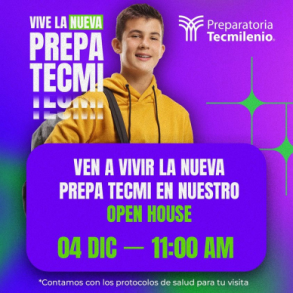 VIVE LA NUEVA
PREPA
TECMI
TECMI
Preparatoria
Tecmilenio®
VEN A VIVIR LA NUEVA
PREPA TECMI EN NUESTRO
OPEN HOUSE
04 DIC — 11:00 AM
*Contamos con los protocolos de salud para tu visita